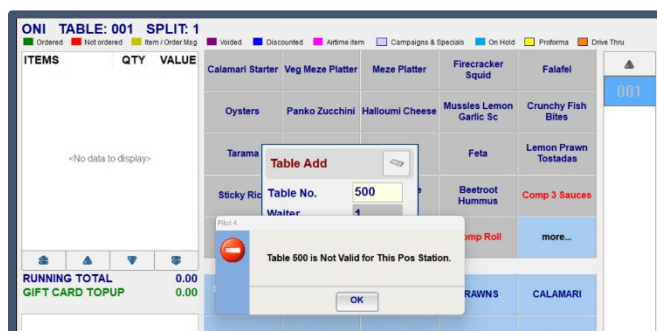 ONI TABLE: 001 SPLIT: 1
Ordered Not ordered Item / Order Msg Voided Discounted Airtime item Campaigns & Specials On Hold Proforma Drive Thru
ITEMS QTY VALUE
<No data to display>
Calamari Starter Veg Meze Platter Meze Platter Firecracker Squid Falafel
001
Oysters Panko Zucchini Halloumi Cheese Mussles Lemon Garlic Sc Crunchy Fish Bites
Tarama Feta Lemon Prawn Tostadas
Sticky Ric Beetroot Hummus Comp 3 Sauces
Table Add
Table No. 500
Waiter 1
Roll more...
Pilot 4
Table 500 is Not Valid for This Pos Station.
OK
RUNNING TOTAL 0.00
GIFT CARD TOPUP 0.00
RAWNS CALAMARI